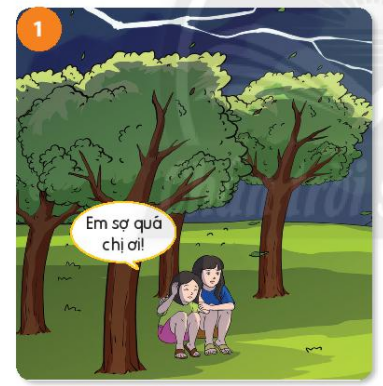 1
Em sợ quá
chị ơi!